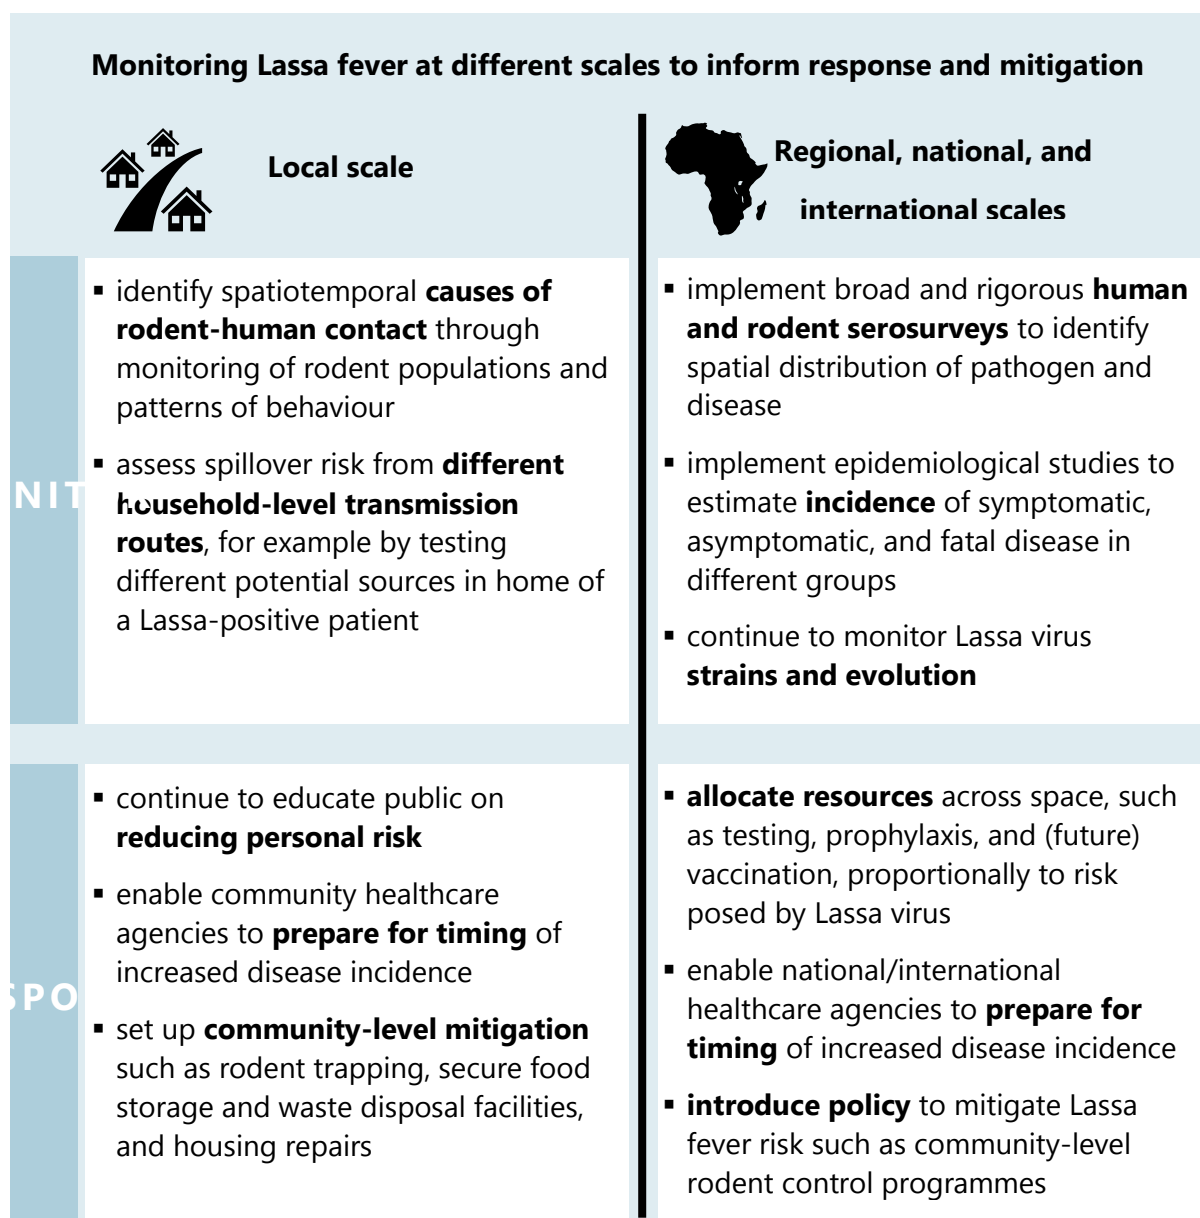 Monitoring Lassa fever at different scales to inform response and mitigation
Local scale
Regional, national, and
international scales
NIT
▪ identify spatiotemporal causes of
rodent-human contact through
monitoring of rodent populations and
patterns of behaviour
▪ assess spillover risk from different
household-level transmission
routes, for example by testing
different potential sources in home of
a Lassa-positive patient
▪ implement broad and rigorous human
and rodent serosurveys to identify
spatial distribution of pathogen and
disease
▪ implement epidemiological studies to
estimate incidence of symptomatic,
asymptomatic, and fatal disease in
different groups
▪ continue to monitor Lassa virus
strains and evolution
SPO
▪ continue to educate public on
reducing personal risk
▪ enable community healthcare
agencies to prepare for timing of
increased disease incidence
▪ set up community-level mitigation
such as rodent trapping, secure food
storage and waste disposal facilities,
and housing repairs
▪ allocate resources across space, such
as testing, prophylaxis, and (future)
vaccination, proportionally to risk
posed by Lassa virus
▪ enable national/international
healthcare agencies to prepare for
timing of increased disease incidence
▪ introduce policy to mitigate Lassa
fever risk such as community-level
rodent control programmes